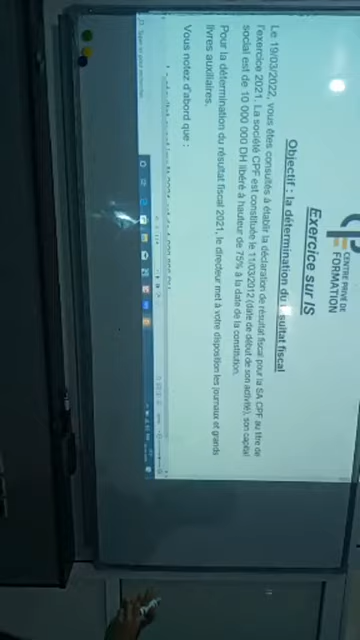 CENTRE PRIVÉ DE
FORMATION
Exercice sur IS
Objectif : la détermination du résultat fiscal
Le 19/03/2022, vous êtes consultés à établir la déclaration de résultat fiscal pour la SA CPF au titre de
l'exercice 2021. La société CPF est constituée le 11/03/2012 (date de début de son activité), son capital
social est de 10 000 000 DH libéré à hauteur de 75% à la date de la constitution.
Pour la détermination du résultat fiscal 2021, le directeur met à votre disposition les journaux et grands
livres auxiliaires.
Vous notez d'abord que :